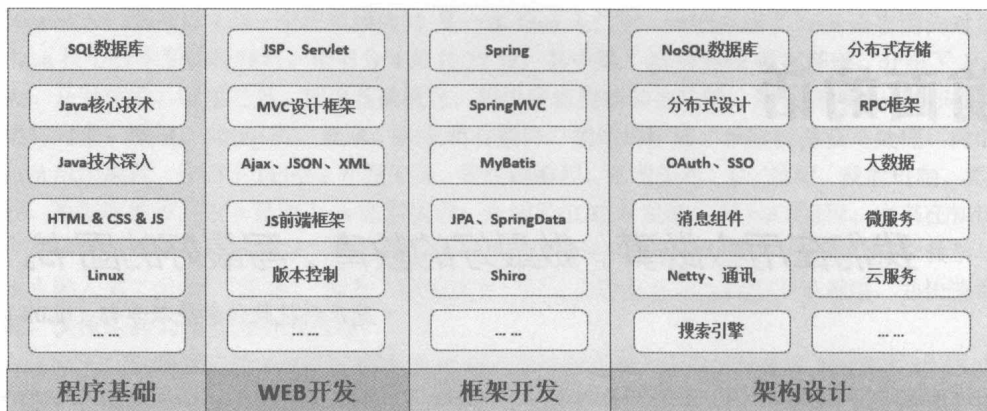 SQL数据库
Java核心技术
Java技术深入
HTML & CSS & JS
Linux
... ...
程序基础
JSP、Servlet
MVC设计框架
Ajax、JSON、XML
JS前端框架
版本控制
... ...
WEB开发
Spring
SpringMVC
MyBatis
JPA、SpringData
Shiro
... ...
框架开发
NoSQL数据库
分布式存储
分布式设计
RPC框架
OAuth、SSO
大数据
消息组件
微服务
Netty、通讯
云服务
搜索引擎
... ...
架构设计